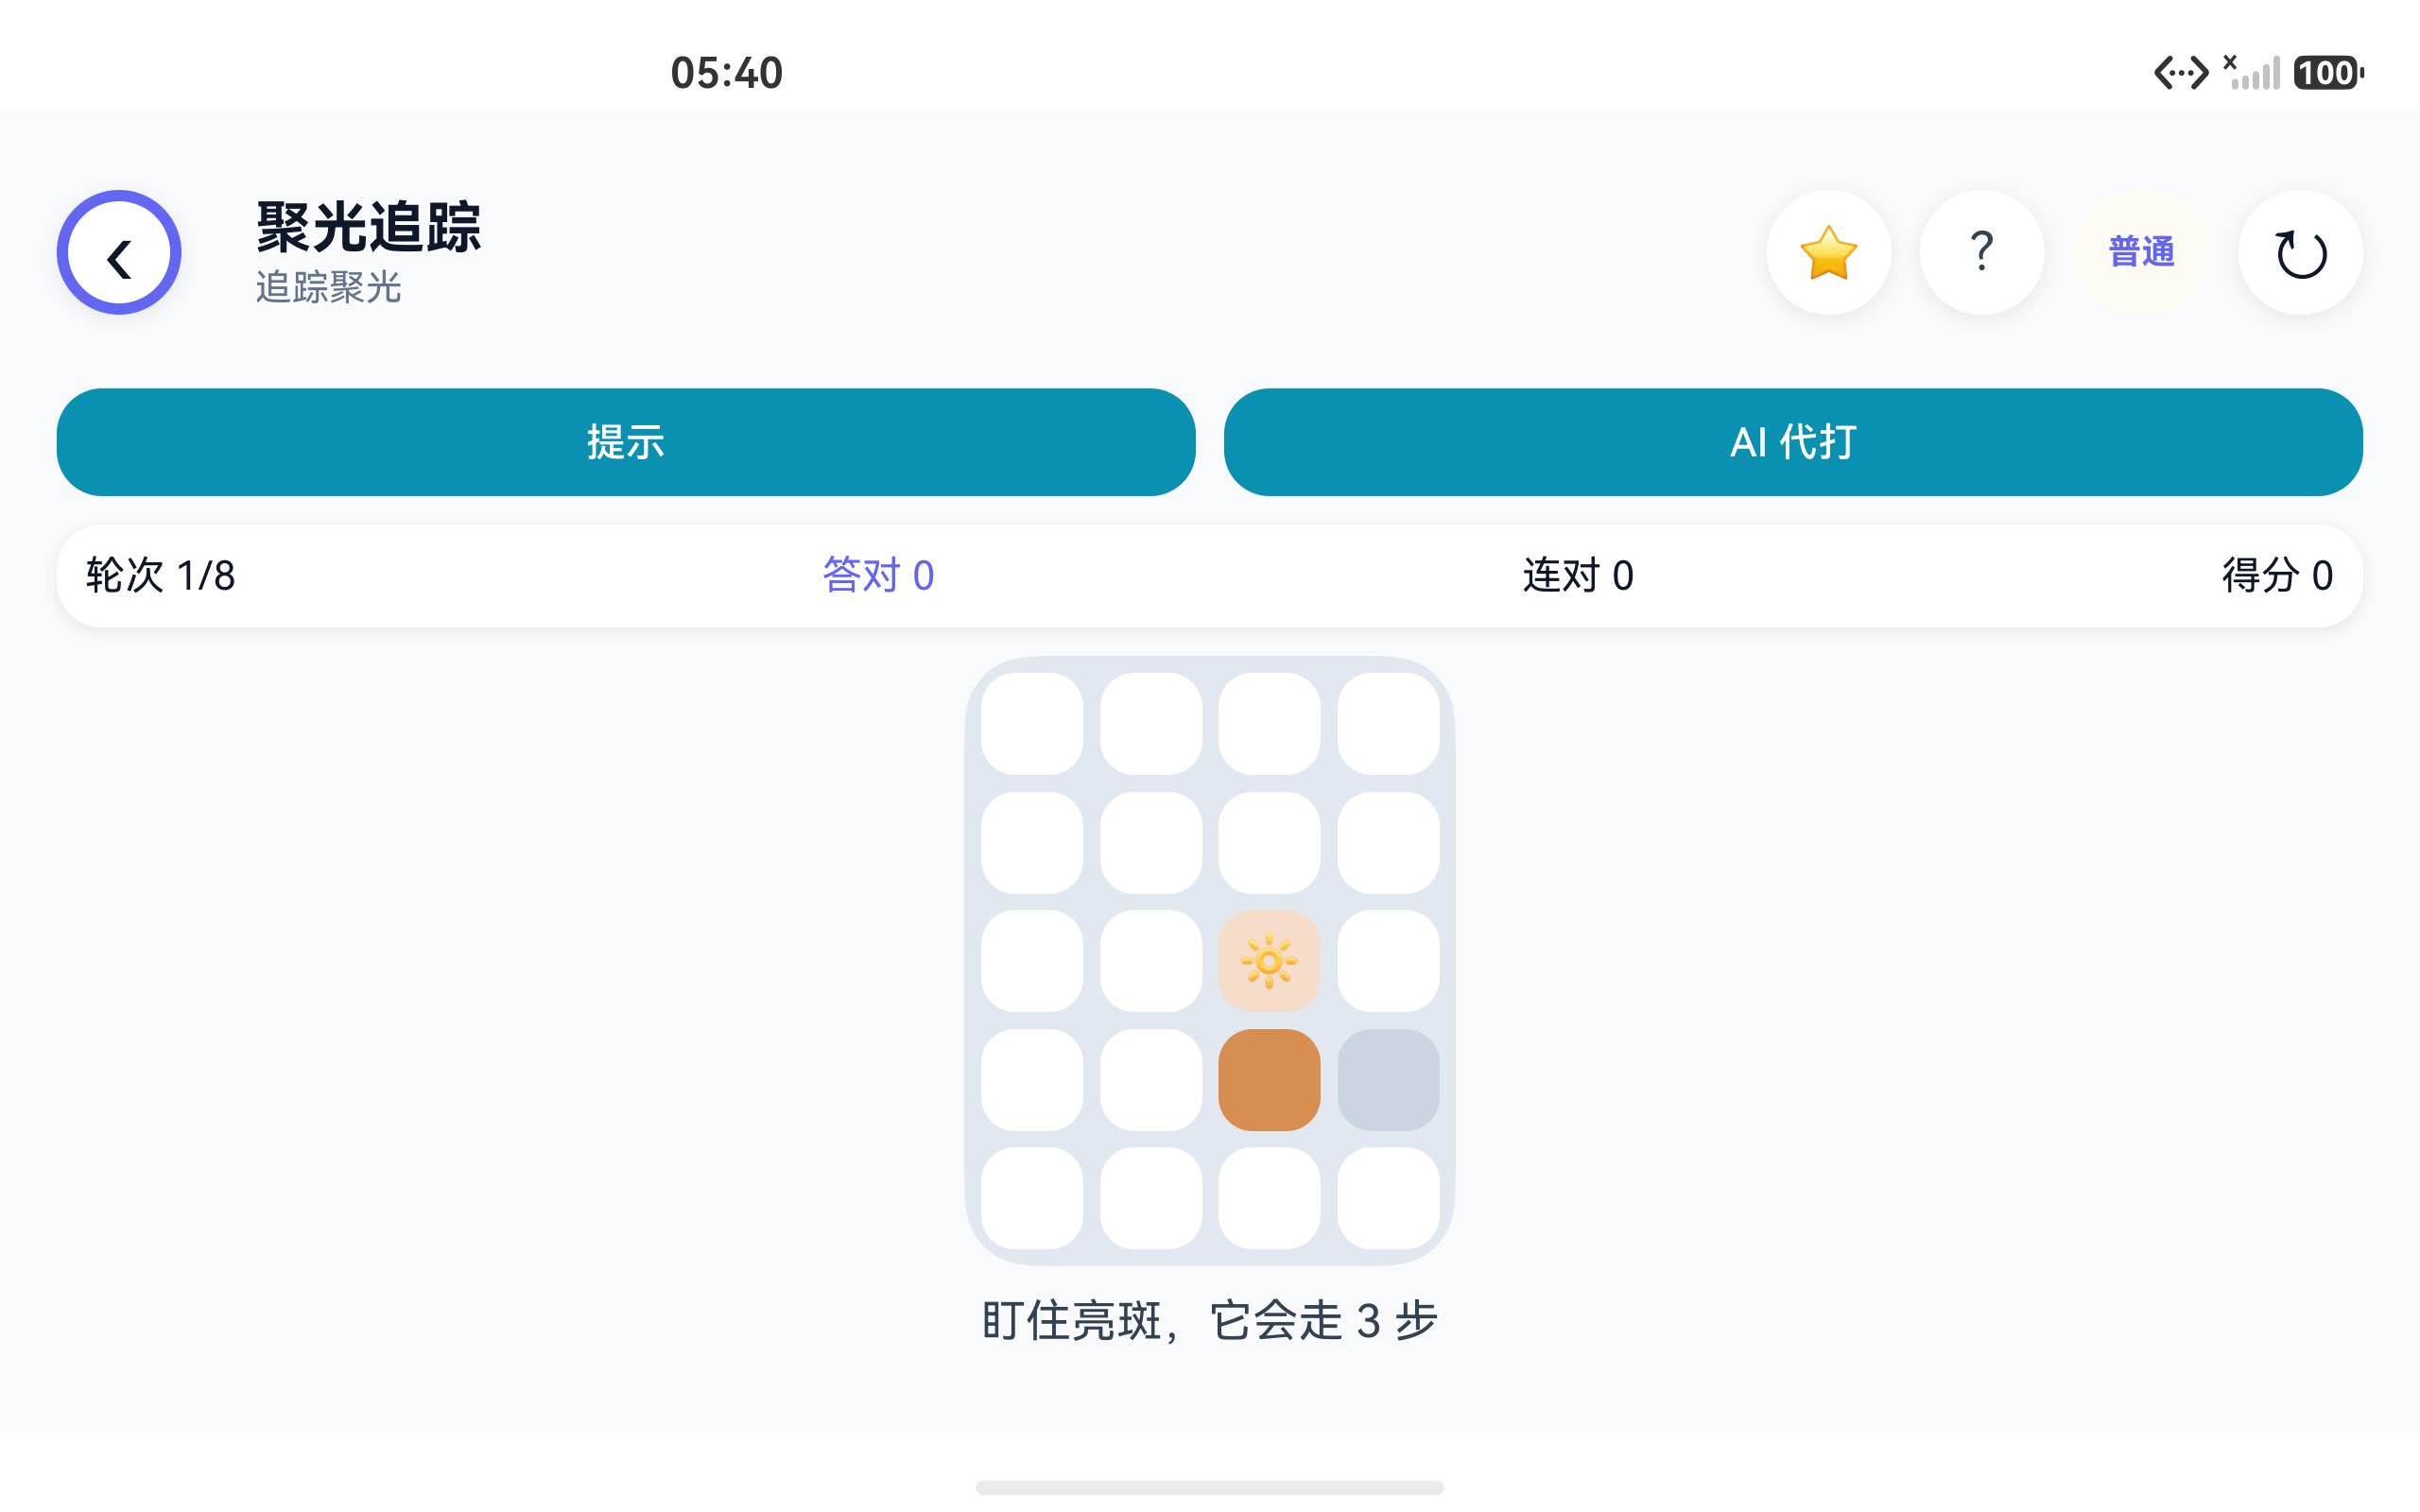 05:40
100
聚光追踪
追踪聚光
?
普通
提示
AI 代打
轮次 1/8
答对 0
连对 0
得分 0
盯住亮斑，它会走 3 步